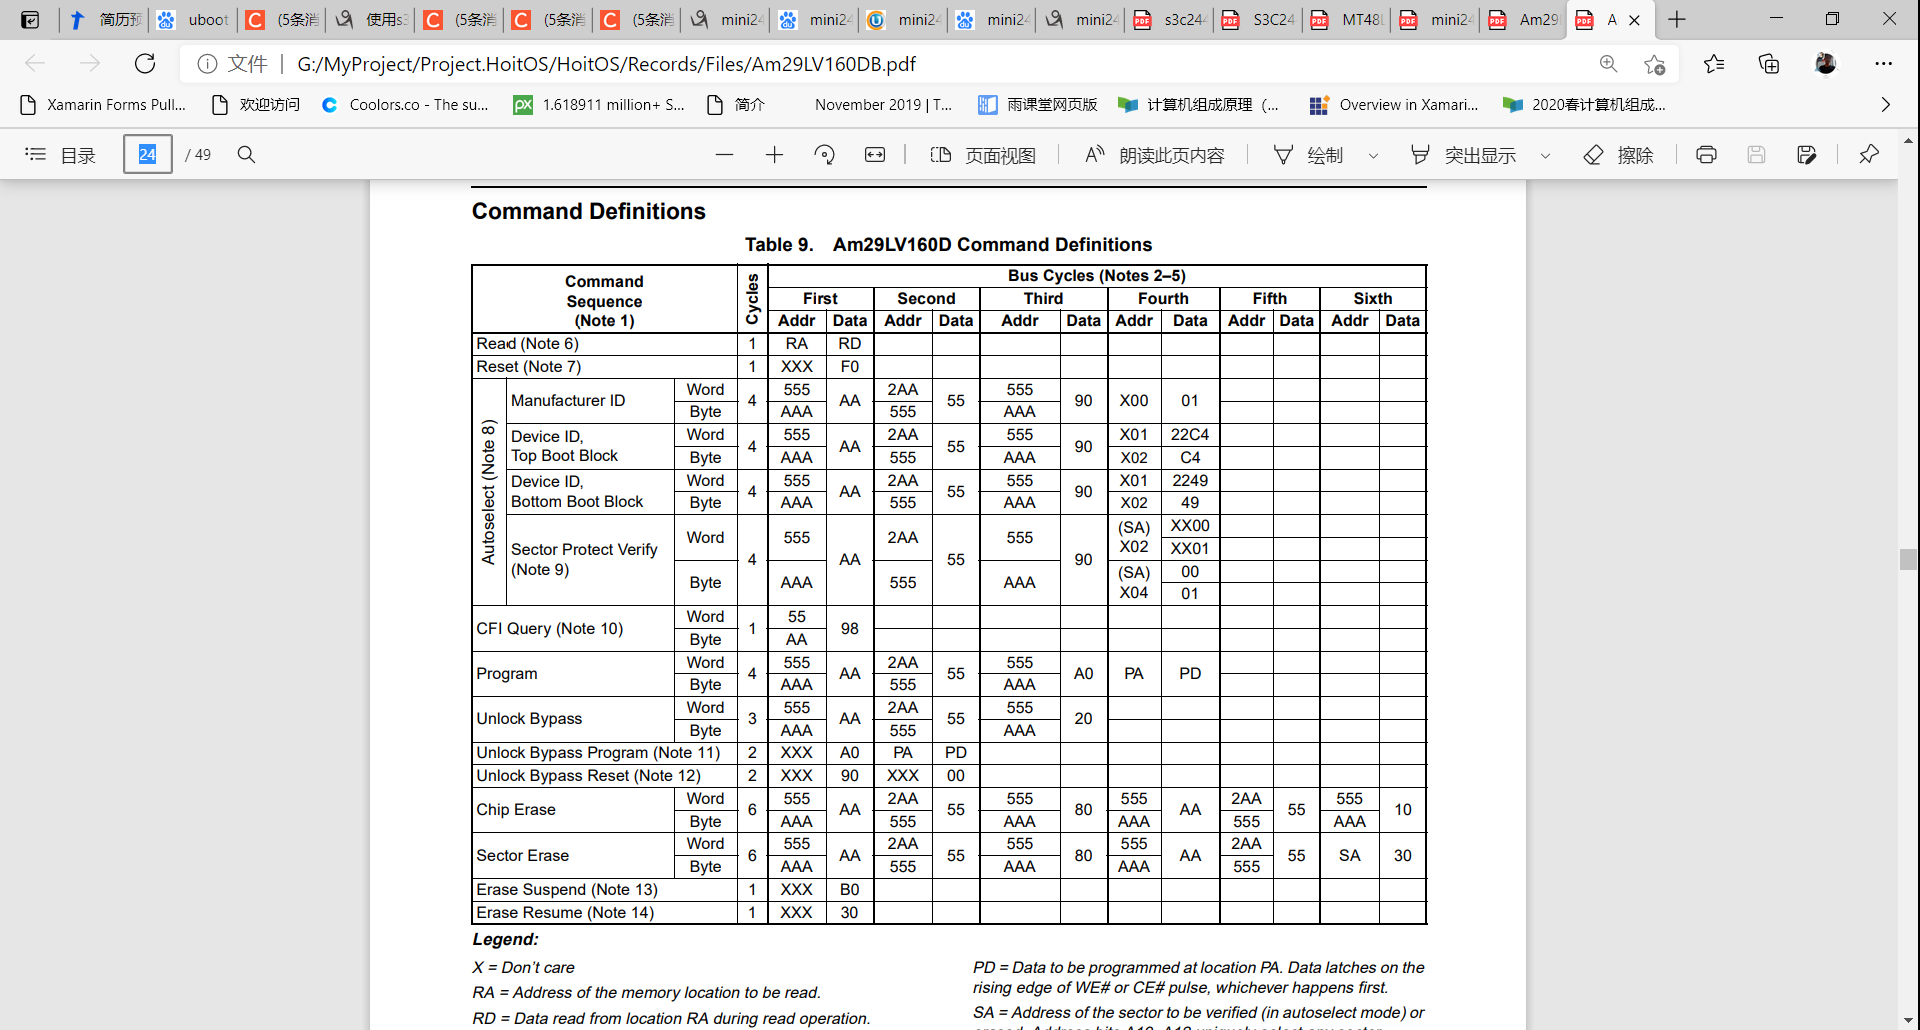 简历预
uboot
(5条消
使用s3
(5条消
(5条消
(5条消
mini24
mini24
mini24
mini24
mini24
s3c244
S3C24
MT48L
mini24
Am29
A
文件 | G:/MyProject/Project.HoitOS/HoitOS/Records/Files/Am29LV160DB.pdf
Xamarin Forms Pull... 欢迎访问 Coolors.co - The su... 1.618911 million+ S... 简介 November 2019 | T... 雨课堂网页版 计算机组成原理（... Overview in Xamari... 2020春计算机组成...
目录 24 / 49 页面视图 朗读此页内容 绘制 突出显示 擦除
Command Definitions
Table 9. Am29LV160D Command Definitions
Command Sequence (Note 1) Cycles Bus Cycles (Notes 2–5)
First Second Third Fourth Fifth Sixth
Addr Data Addr Data Addr Data Addr Data Addr Data Addr Data
Read (Note 6) 1 RA RD
Reset (Note 7) 1 XXX F0
Autoselect (Note 8)
Manufacturer ID Word 4 555 AA 2AA 55 555 90 X00 01
Byte AAA 555 AAA
Device ID, Top Boot Block Word 4 555 AA 2AA 55 555 90 X01 22C4
Byte AAA 555 AAA X02 C4
Device ID, Bottom Boot Block Word 4 555 AA 2AA 55 555 90 X01 2249
Byte AAA 555 AAA X02 49
Sector Protect Verify (Note 9) Word 4 555 AA 2AA 55 555 90 (SA) X02 XX00 XX01
Byte AAA 555 AAA (SA) X04 00 01
CFI Query (Note 10) Word 1 55 98
Byte AA
Program Word 4 555 AA 2AA 55 555 A0 PA PD
Byte AAA 555 AAA
Unlock Bypass Word 3 555 AA 2AA 55 555 20
Byte AAA 555 AAA
Unlock Bypass Program (Note 11) 2 XXX A0 PA PD
Unlock Bypass Reset (Note 12) 2 XXX 90 XXX 00
Chip Erase Word 6 555 AA 2AA 55 555 80 555 AA 2AA 55 555 10
Byte AAA 555 AAA AAA 555 AAA
Sector Erase Word 6 555 AA 2AA 55 555 80 555 AA 2AA 55 SA 30
Byte AAA 555 AAA AAA 555
Erase Suspend (Note 13) 1 XXX B0
Erase Resume (Note 14) 1 XXX 30
Legend:
X = Don't care
RA = Address of the memory location to be read.
RD = Data read from location RA during read operation.
PD = Data to be programmed at location PA. Data latches on the
rising edge of WE# or CE# pulse, whichever happens first.
SA = Address of the sector to be verified (in autoselect mode) or